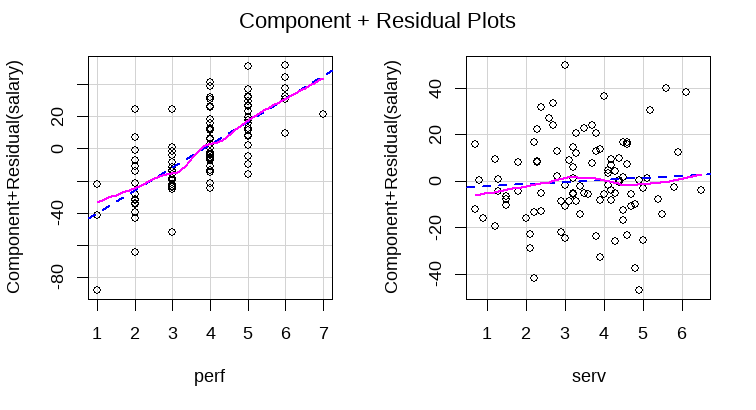 Component + Residual Plots
Component+Residual(salary)
20
0
-40
-80
1 2 3 4 5 6 7
perf
Component+Residual(salary)
40
20
0
-20
-40
1 2 3 4 5 6
serv